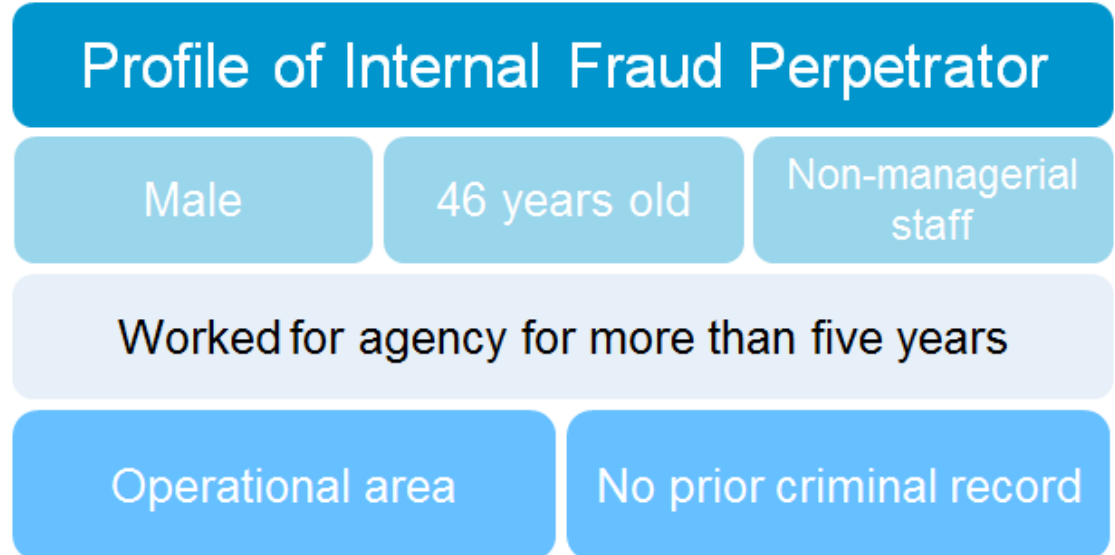 Profile of Internal Fraud Perpetrator
Male
46 years old
Non-managerial
staff
Worked for agency for more than five years
Operational area
No prior criminal record